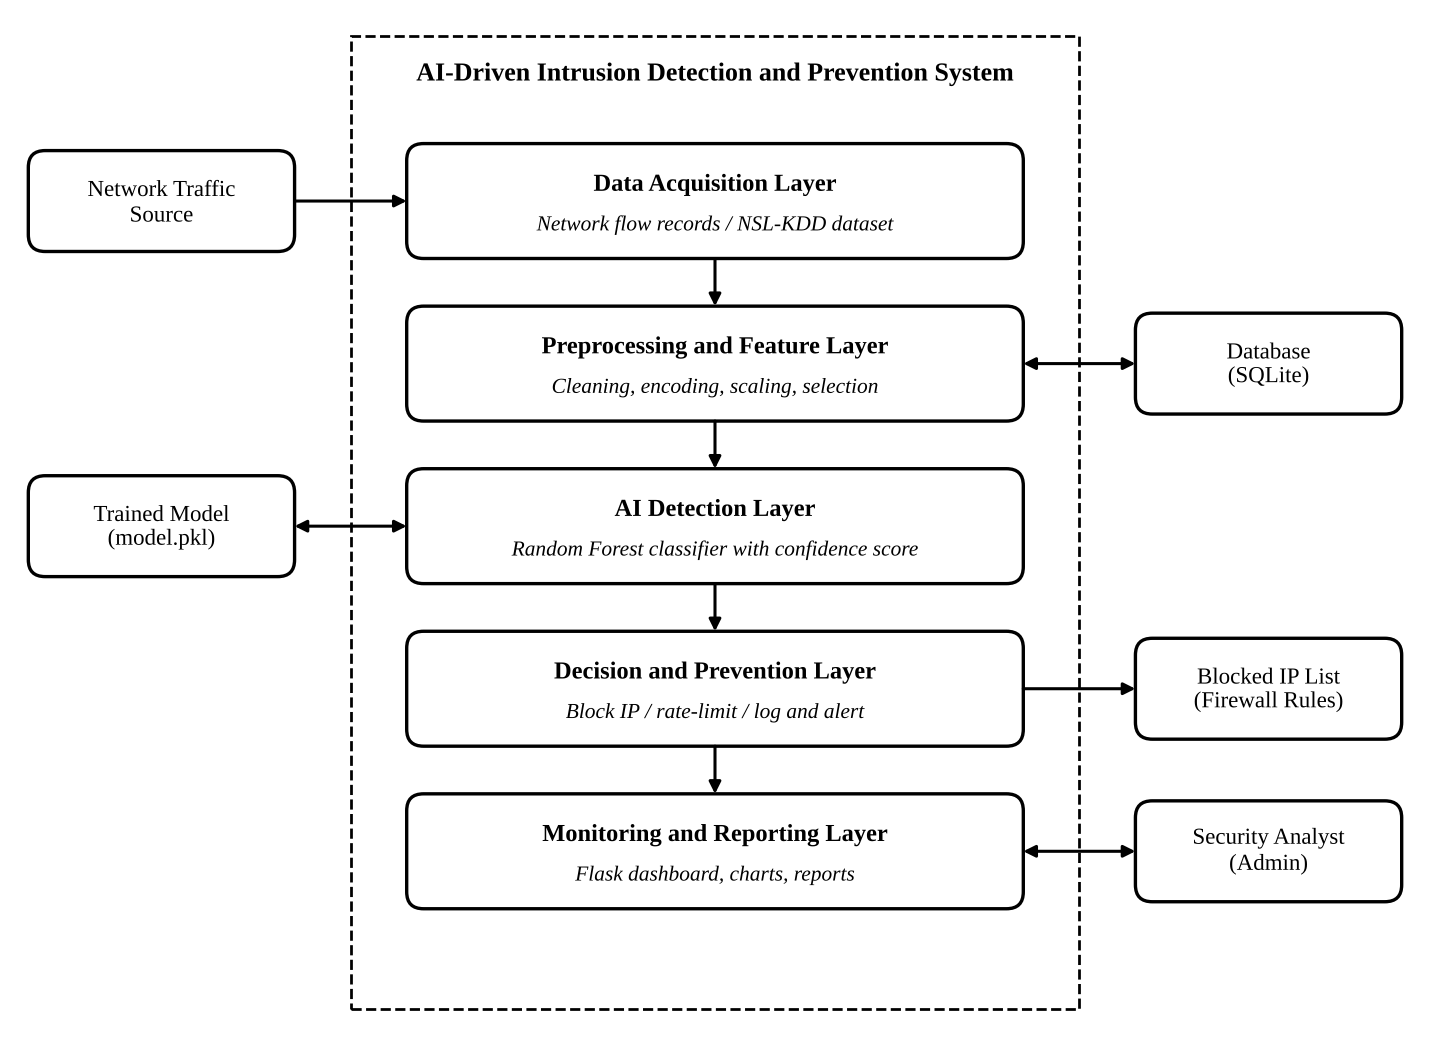 AI-Driven Intrusion Detection and Prevention System
Network Traffic
Source
Data Acquisition Layer
Network flow records / NSL-KDD dataset
Preprocessing and Feature Layer
Cleaning, encoding, scaling, selection
Database
(SQLite)
Trained Model
(model.pkl)
AI Detection Layer
Random Forest classifier with confidence score
Decision and Prevention Layer
Block IP / rate-limit / log and alert
Blocked IP List
(Firewall Rules)
Monitoring and Reporting Layer
Flask dashboard, charts, reports
Security Analyst
(Admin)